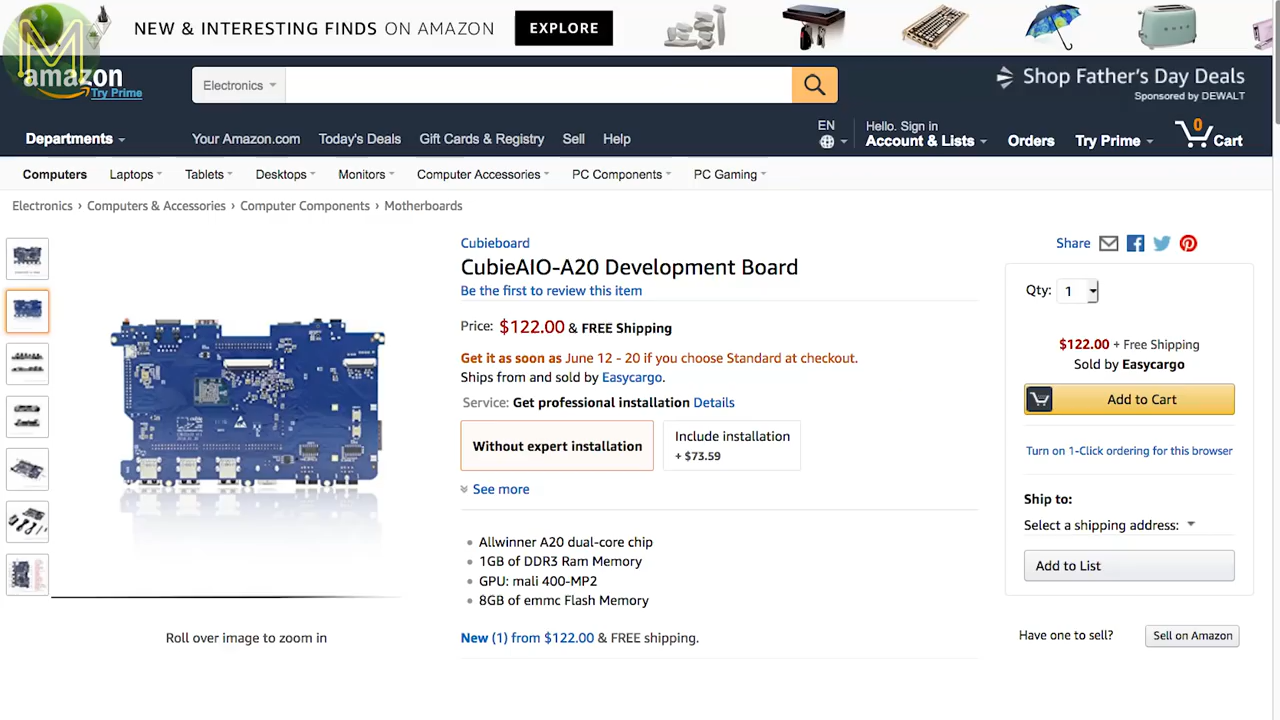 NEW & INTERESTING FINDS ON AMAZON EXPLORE
M
amazon
Try Prime
Electronics
Shop Father's Day Deals
Sponsored by DEWALT
Departments
Your Amazon.com Today's Deals Gift Cards & Registry Sell Help
EN
Hello. Sign in
Account & Lists
Orders
Try Prime
0
Cart
Computers Laptops Tablets Desktops Monitors Computer Accessories PC Components PC Gaming
Electronics › Computers & Accessories › Computer Components › Motherboards
Cubieboard
CubieAIO-A20 Development Board
Be the first to review this item
Price: $122.00 & FREE Shipping
Get it as soon as June 12 - 20 if you choose Standard at checkout.
Ships from and sold by Easycargo.
Service: Get professional installation Details
Without expert installation
Include installation
+ $73.59
See more
• Allwinner A20 dual-core chip
• 1GB of DDR3 Ram Memory
• GPU: mali 400-MP2
• 8GB of emmc Flash Memory
New (1) from $122.00 & FREE shipping.
Roll over image to zoom in
Share
Qty: 1
$122.00 + Free Shipping
Sold by Easycargo
Add to Cart
Turn on 1-Click ordering for this browser
Ship to:
Select a shipping address:
Add to List
Have one to sell? Sell on Amazon